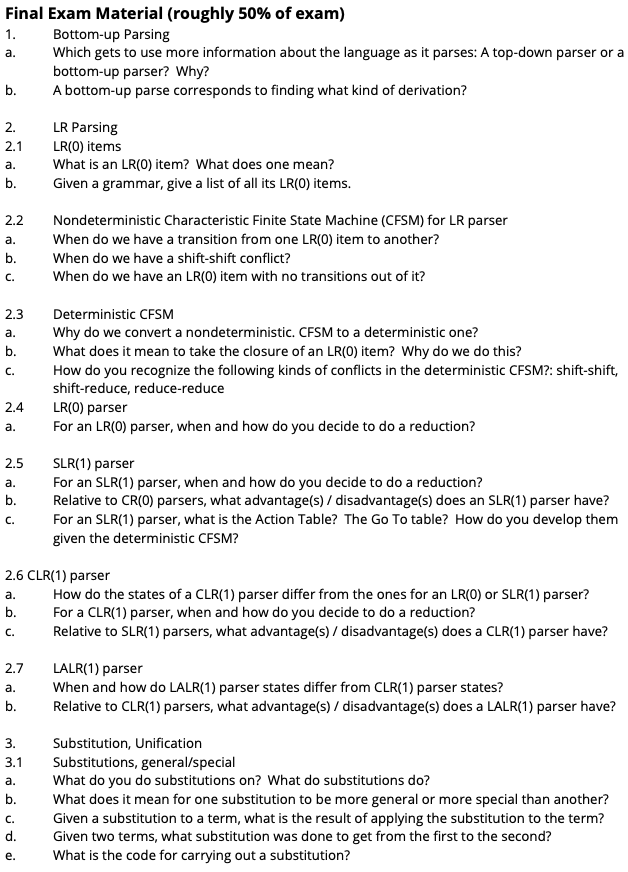 Final Exam Material (roughly 50% of exam)
1. Bottom-up Parsing
a. Which gets to use more information about the language as it parses: A top-down parser or a
bottom-up parser? Why?
b. A bottom-up parse corresponds to finding what kind of derivation?
2. LR Parsing
2.1 LR(0) items
a. What is an LR(0) item? What does one mean?
b. Given a grammar, give a list of all its LR(0) items.
2.2 Nondeterministic Characteristic Finite State Machine (CFSM) for LR parser
a. When do we have a transition from one LR(0) item to another?
b. When do we have a shift-shift conflict?
c. When do we have an LR(0) item with no transitions out of it?
2.3 Deterministic CFSM
a. Why do we convert a nondeterministic. CFSM to a deterministic one?
b. What does it mean to take the closure of an LR(0) item? Why do we do this?
c. How do you recognize the following kinds of conflicts in the deterministic CFSM?: shift-shift,
shift-reduce, reduce-reduce
2.4 LR(0) parser
a. For an LR(0) parser, when and how do you decide to do a reduction?
2.5 SLR(1) parser
a. For an SLR(1) parser, when and how do you decide to do a reduction?
b. Relative to CR(0) parsers, what advantage(s) / disadvantage(s) does an SLR(1) parser have?
c. For an SLR(1) parser, what is the Action Table? The Go To table? How do you develop them
given the deterministic CFSM?
2.6 CLR(1) parser
a. How do the states of a CLR(1) parser differ from the ones for an LR(0) or SLR(1) parser?
b. For a CLR(1) parser, when and how do you decide to do a reduction?
c. Relative to SLR(1) parsers, what advantage(s) / disadvantage(s) does a CLR(1) parser have?
2.7 LALR(1) parser
a. When and how do LALR(1) parser states differ from CLR(1) parser states?
b. Relative to CLR(1) parsers, what advantage(s) / disadvantage(s) does a LALR(1) parser have?
3. Substitution, Unification
3.1 Substitutions, general/special
a. What do you do substitutions on? What do substitutions do?
b. What does it mean for one substitution to be more general or more special than another?
c. Given a substitution to a term, what is the result of applying the substitution to the term?
d. Given two terms, what substitution was done to get from the first to the second?
e. What is the code for carrying out a substitution?